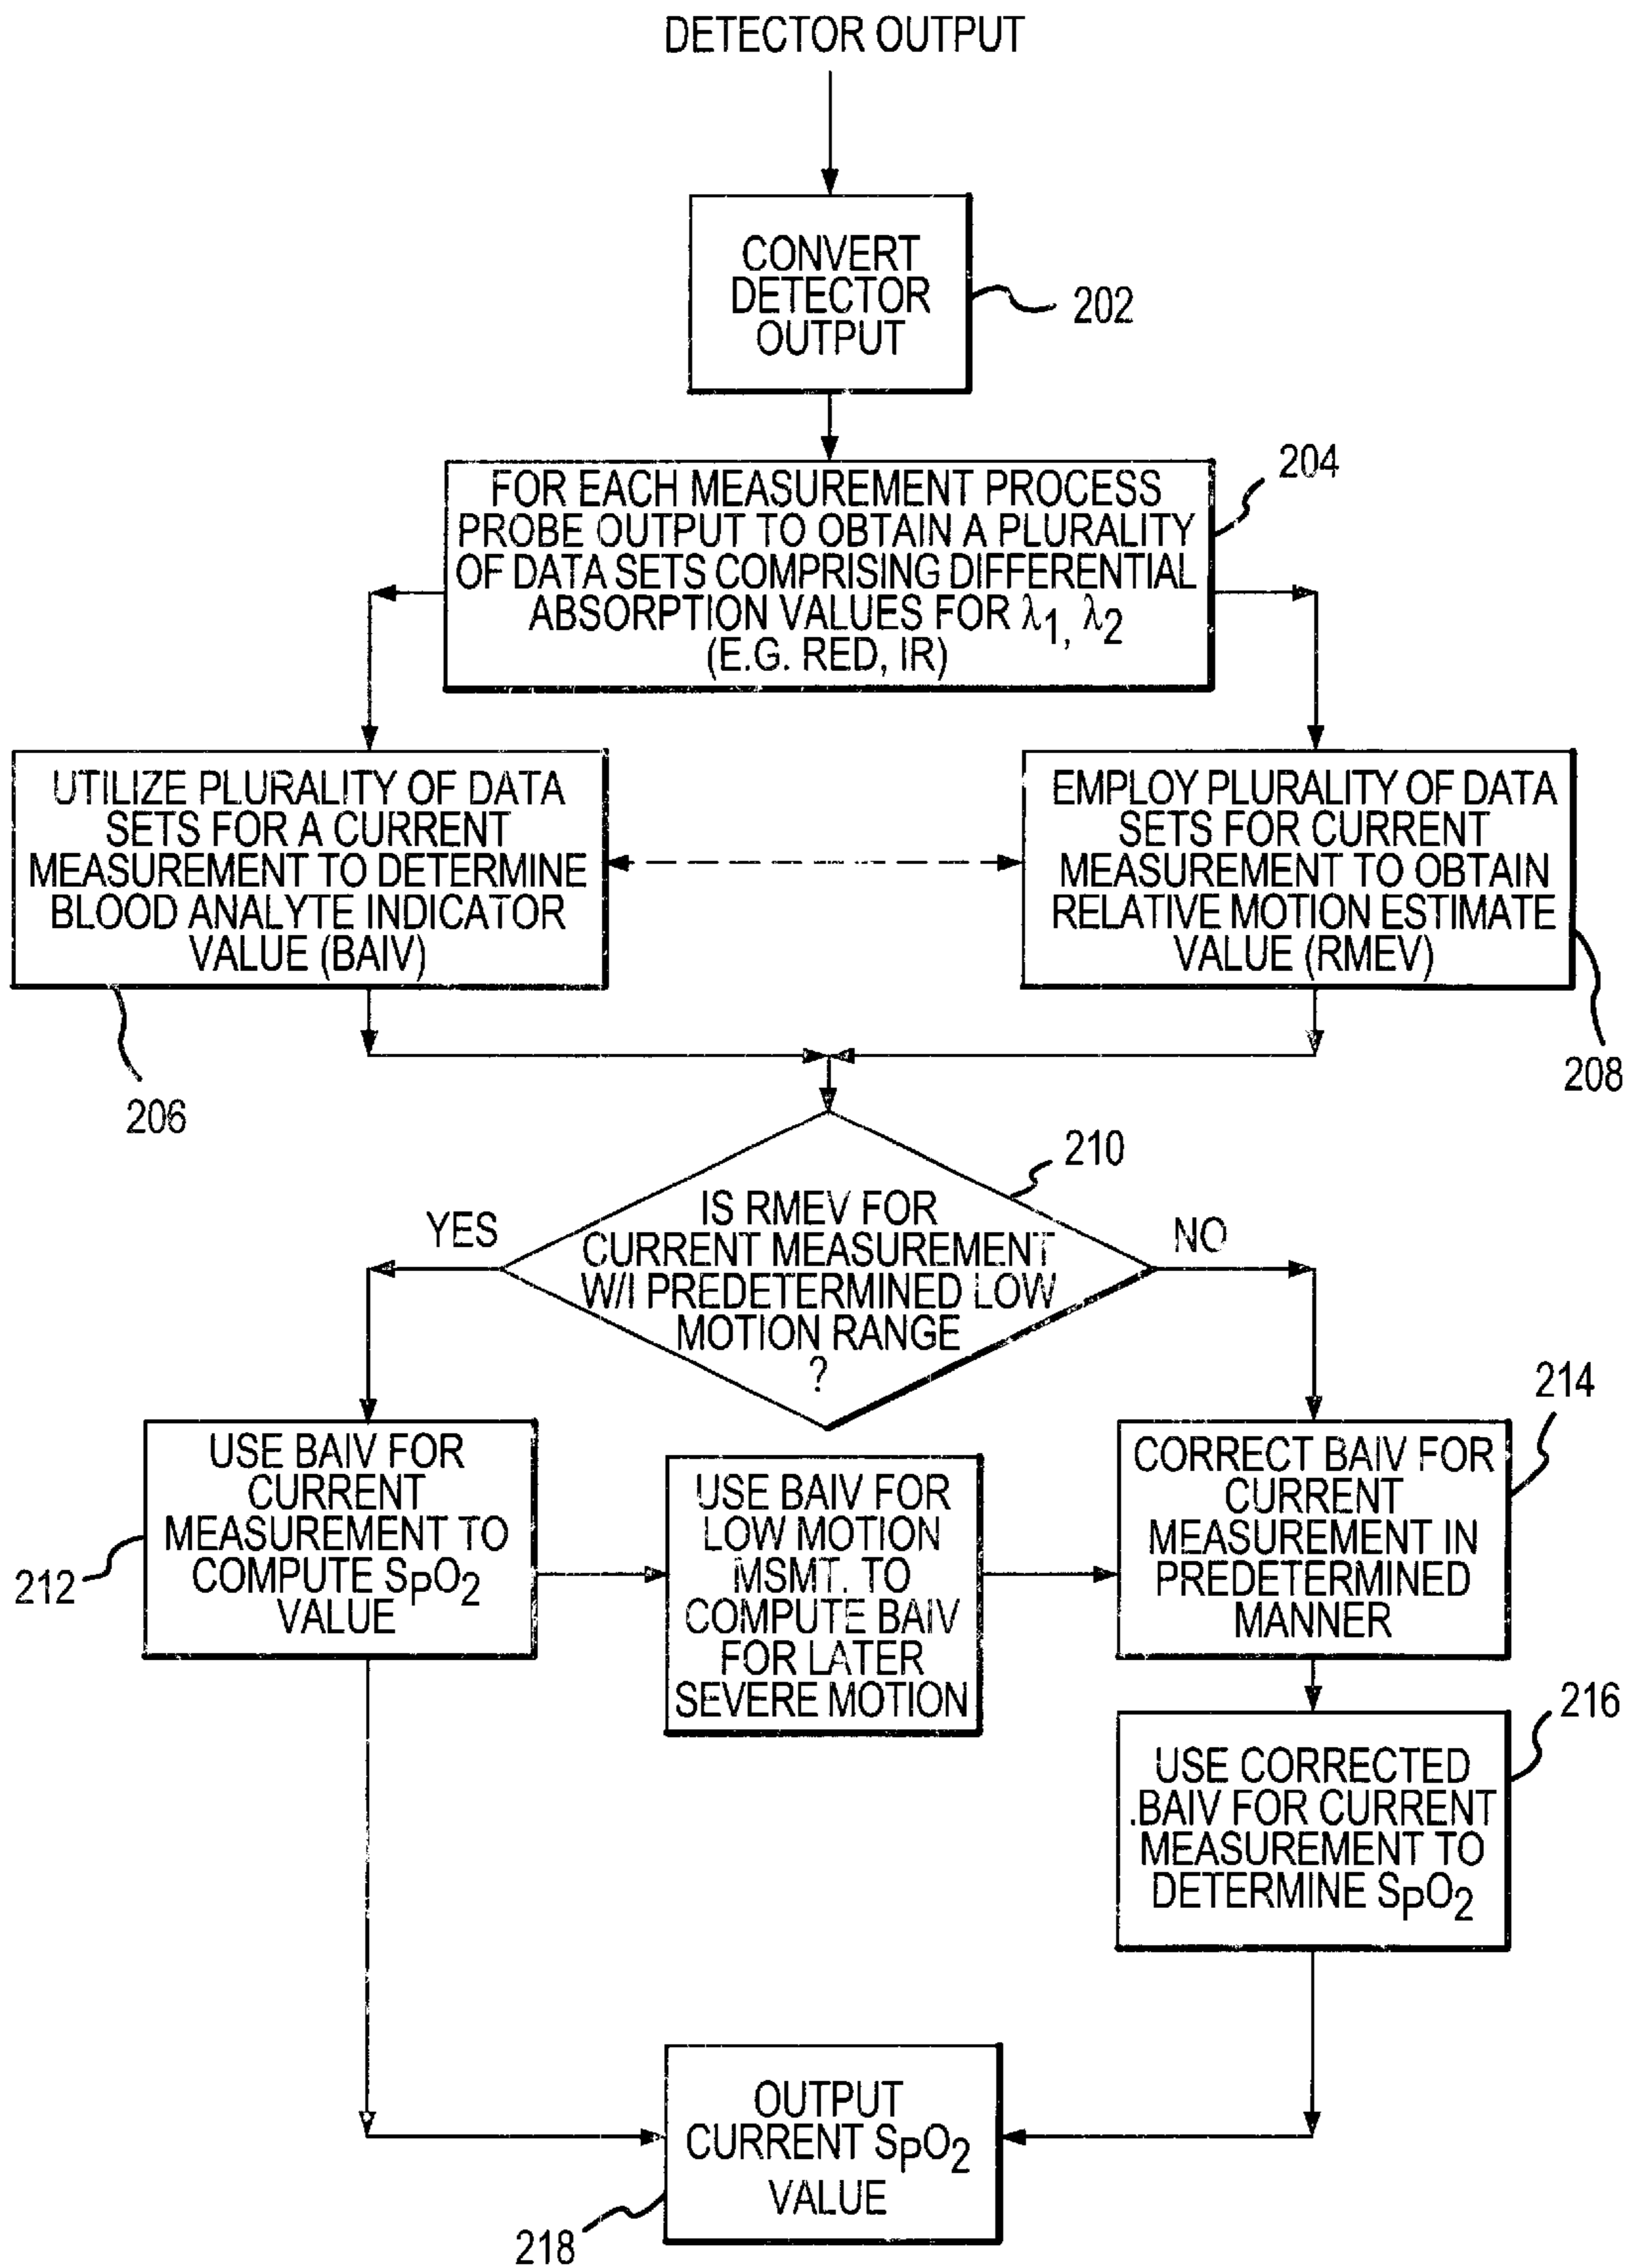 DETECTOR OUTPUT
CONVERT
DETECTOR
OUTPUT
202
FOR EACH MEASUREMENT PROCESS
PROBE OUTPUT TO OBTAIN A PLURALITY
OF DATA SETS COMPRISING DIFFERENTIAL
ABSORPTION VALUES FOR λ1, λ2
(E.G. RED, IR)
204
UTILIZE PLURALITY OF DATA
SETS FOR A CURRENT
MEASUREMENT TO DETERMINE
BLOOD ANALYTE INDICATOR
VALUE (BAIV)
206
EMPLOY PLURALITY OF DATA
SETS FOR CURRENT
MEASUREMENT TO OBTAIN
RELATIVE MOTION ESTIMATE
VALUE (RMEV)
208
210
IS RMEV FOR
CURRENT MEASUREMENT
W/I PREDETERMINED LOW
MOTION RANGE
?
YES
NO
USE BAIV FOR
CURRENT
MEASUREMENT TO
COMPUTE SpO2
VALUE
212
USE BAIV FOR
LOW MOTION
MSMT. TO
COMPUTE BAIV
FOR LATER
SEVERE MOTION
CORRECT BAIV FOR
CURRENT
MEASUREMENT IN
PREDETERMINED
MANNER
214
USE CORRECTED
.BAIV FOR CURRENT
MEASUREMENT TO
DETERMINE SpO2
216
OUTPUT
CURRENT SpO2
VALUE
218